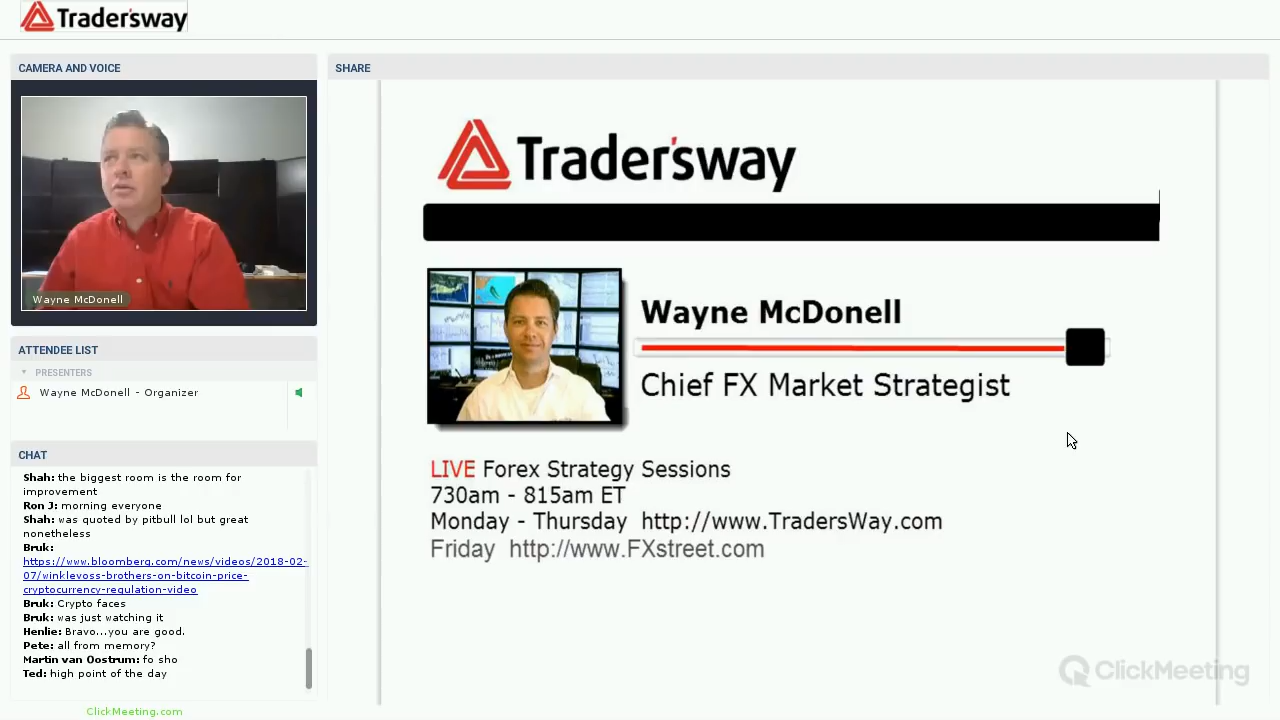 Trader'sway
CAMERA AND VOICE
Wayne McDonell
ATTENDEE LIST
PRESENTERS
Wayne McDonell - Organizer
CHAT
Shah: the biggest room is the room for
improvement
Ron J: morning everyone
Shah: was quoted by pitbull lol but great
nonetheless
Bruk:
https://www.bloomberg.com/news/videos/2018-02-
07/winklevoss-brothers-on-bitcoin-price-
cryptocurrency-regulation-video
Bruk: Crypto faces
Bruk: was just watching it
Henlie: Bravo...you are good.
Pete: all from memory?
Martin van Oostrum: fo sho
Ted: high point of the day
ClickMeeting.com
SHARE
Trader'sway
Wayne McDonell
Chief FX Market Strategist
LIVE Forex Strategy Sessions
730am - 815am ET
Monday - Thursday http://www.TradersWay.com
Friday http://www.FXstreet.com
ClickMeeting